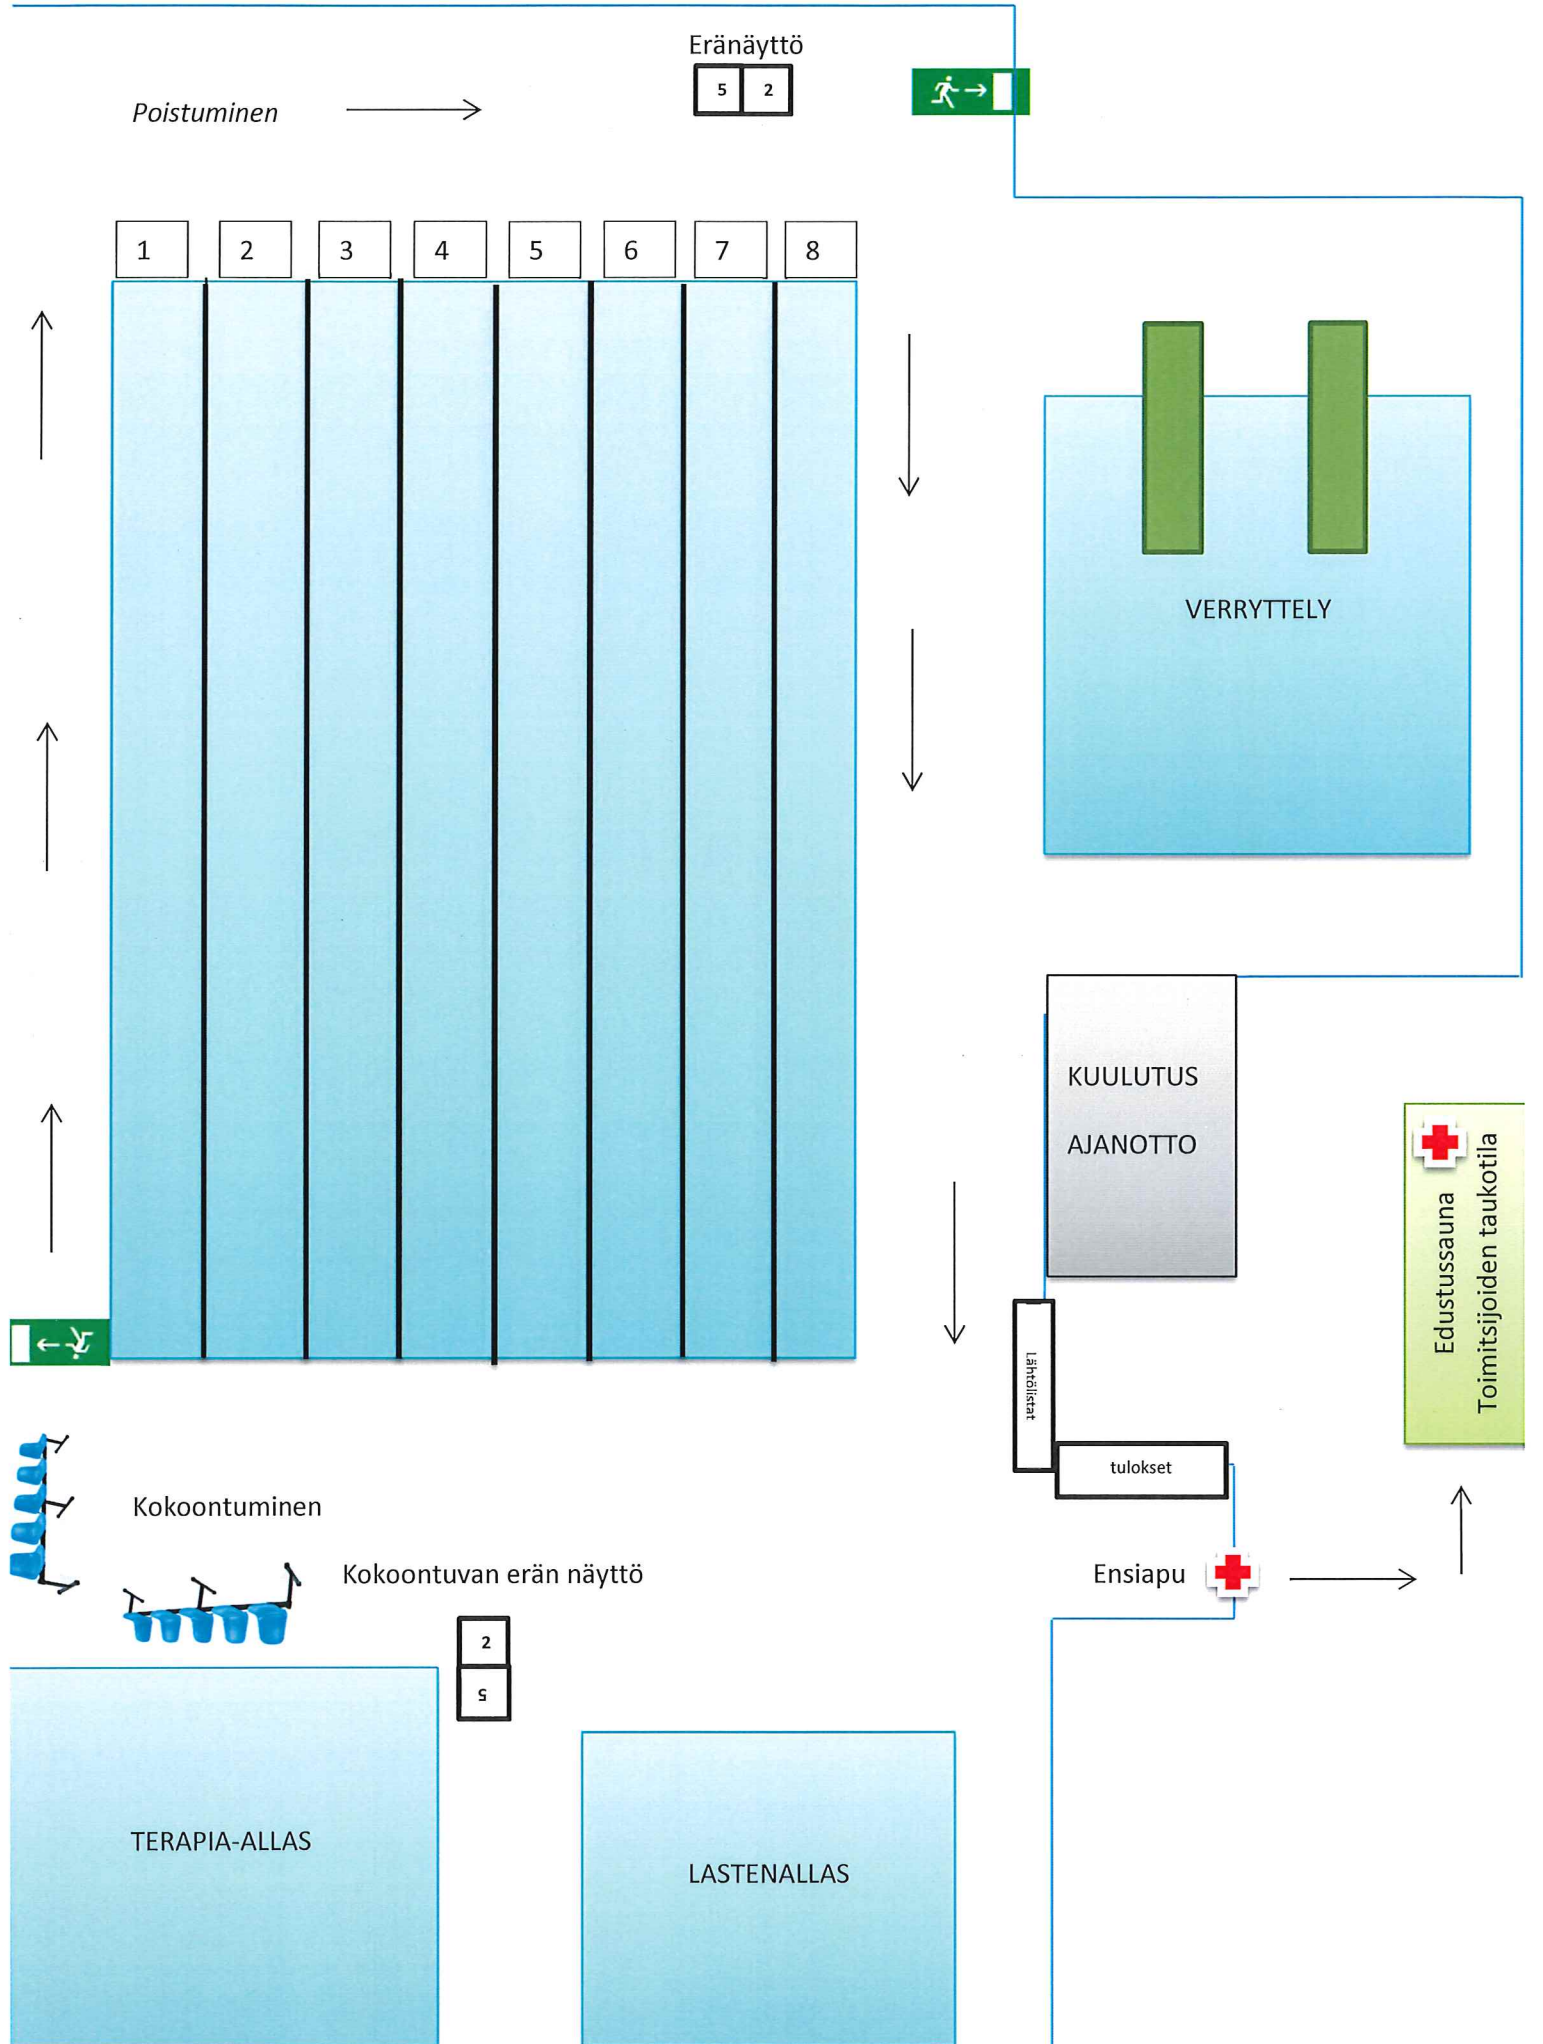 Eränäyttö
5 2
Poistuminen
1 2 3 4 5 6 7 8
VERRYTTELY
KUULUTUS
AJANOTTO
Edustussauna
Toimitsijoiden taukotila
Lähtölistat
tulokset
Kokoontuminen
Kokoontuvan erän näyttö
Ensiapu
2
5
TERAPIA-ALLAS
LASTENALLAS